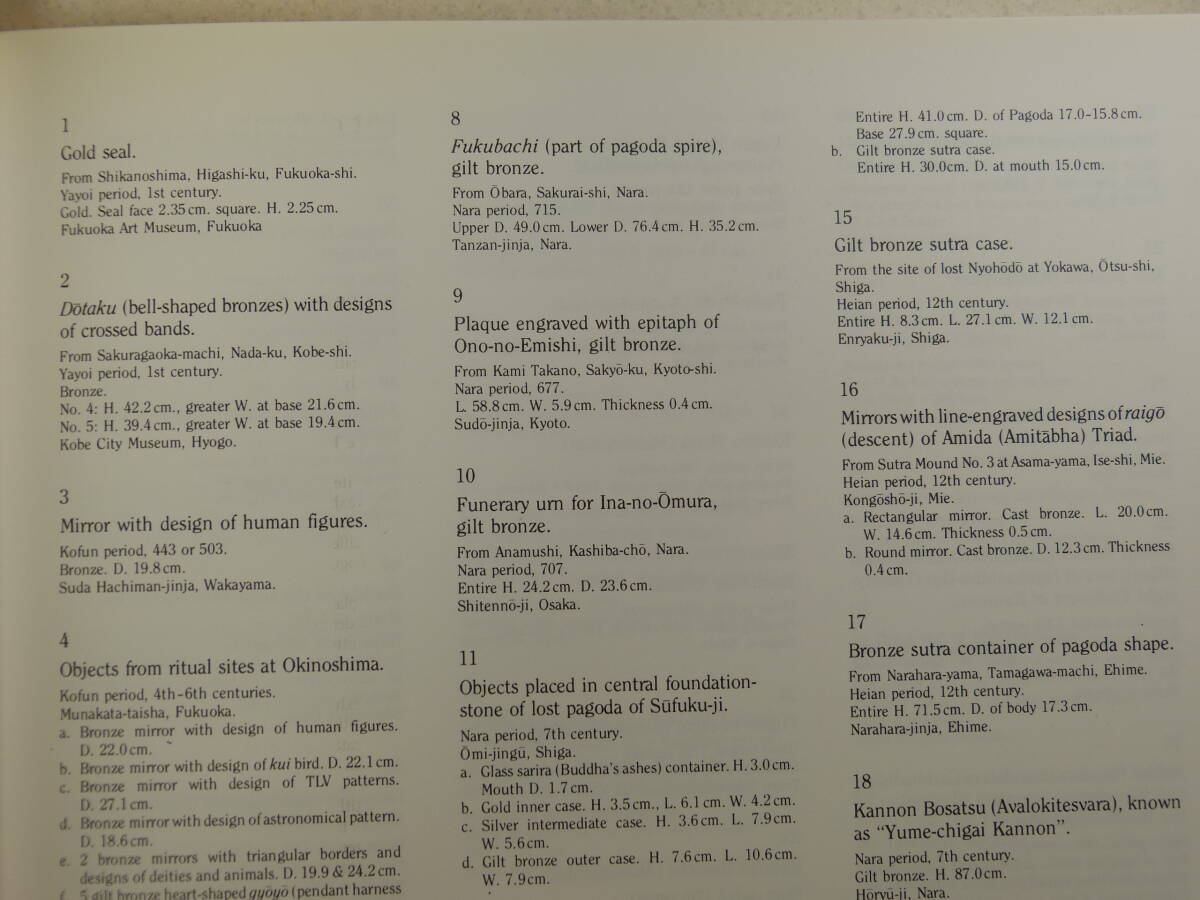 1
Gold seal.
From Shikanoshima, Higashi-ku, Fukuoka-shi.
Yayoi period, 1st century.
Gold. Seal face 2.35 cm. square. H. 2.25 cm.
Fukuoka Art Museum, Fukuoka
2
Dōtaku (bell-shaped bronzes) with designs
of crossed bands.
From Sakuragaoka-machi, Nada-ku, Kobe-shi.
Yayoi period, 1st century.
Bronze.
No. 4: H. 42.2 cm., greater W. at base 21.6 cm.
No. 5: H. 39.4 cm., greater W. at base 19.4 cm.
Kobe City Museum, Hyogo.
3
Mirror with design of human figures.
Kofun period, 443 or 503.
Bronze. D. 19.8 cm.
Suda Hachiman-jinja, Wakayama.
4
Objects from ritual sites at Okinoshima.
Kofun period, 4th-6th centuries.
Munakata-taisha, Fukuoka.
a. Bronze mirror with design of human figures.
D. 22.0 cm.
b. Bronze mirror with design of kui bird. D. 22.1 cm.
c. Bronze mirror with design of TLV patterns.
D. 27.1 cm.
d. Bronze mirror with design of astronomical pattern.
D. 18.6 cm.
e. 2 bronze mirrors with triangular borders and
designs of deities and animals. D. 19.9 & 24.2 cm.
f. 5 gilt bronze heart-shaped gyōyō (pendant harness
8
Fukubachi (part of pagoda spire),
gilt bronze.
From Ōbara, Sakurai-shi, Nara.
Nara period, 715.
Upper D. 49.0 cm. Lower D. 76.4 cm. H. 35.2 cm.
Tanzan-jinja, Nara.
9
Plaque engraved with epitaph of
Ono-no-Emishi, gilt bronze.
From Kami Takano, Sakyō-ku, Kyoto-shi.
Nara period, 677.
L. 58.8 cm. W. 5.9 cm. Thickness 0.4 cm.
Sudō-jinja, Kyoto.
10
Funerary urn for Ina-no-Ōmura,
gilt bronze.
From Anamushi, Kashiba-chō, Nara.
Nara period, 707.
Entire H. 24.2 cm. D. 23.6 cm.
Shitennō-ji, Osaka.
11
Objects placed in central foundation-
stone of lost pagoda of Sūfuku-ji.
Nara period, 7th century.
Ōmi-jingū, Shiga.
a. Glass sarira (Buddha's ashes) container. H. 3.0 cm.
Mouth D. 1.7 cm.
b. Gold inner case. H. 3.5 cm., L. 6.1 cm. W. 4.2 cm.
c. Silver intermediate case. H. 3.6 cm. L. 7.9 cm.
W. 5.6 cm.
d. Gilt bronze outer case. H. 7.6 cm. L. 10.6 cm.
W. 7.9 cm.
Entire H. 41.0 cm. D. of Pagoda 17.0-15.8 cm.
Base 27.9 cm. square.
b. Gilt bronze sutra case.
Entire H. 30.0 cm. D. at mouth 15.0 cm.
15
Gilt bronze sutra case.
From the site of lost Nyohōdō at Yokawa, Ōtsu-shi,
Shiga.
Heian period, 12th century.
Entire H. 8.3 cm. L. 27.1 cm. W. 12.1 cm.
Enryaku-ji, Shiga.
16
Mirrors with line-engraved designs of raigō
(descent) of Amida (Amitābha) Triad.
From Sutra Mound No. 3 at Asama-yama, Ise-shi, Mie.
Heian period, 12th century.
Kongōshō-ji, Mie.
a. Rectangular mirror. Cast bronze. L. 20.0 cm.
W. 14.6 cm. Thickness 0.5 cm.
b. Round mirror. Cast bronze. D. 12.3 cm. Thickness
0.4 cm.
17
Bronze sutra container of pagoda shape.
From Narahara-yama, Tamagawa-machi, Ehime.
Heian period, 12th century.
Entire H. 71.5 cm. D. of body 17.3 cm.
Narahara-jinja, Ehime.
18
Kannon Bosatsu (Avalokitesvara), known
as “Yume-chigai Kannon”.
Nara period, 7th century.
Gilt bronze. H. 87.0 cm.
Hōryū-ji, Nara.